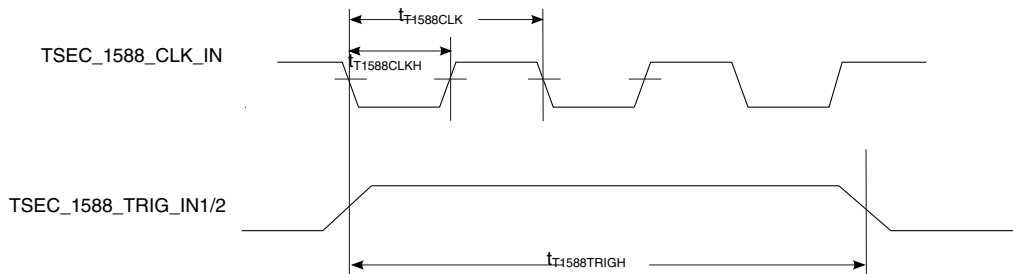 tT1588CLK
TSEC_1588_CLK_IN
tT1588CLKH
TSEC_1588_TRIG_IN1/2
tT1588TRIGH